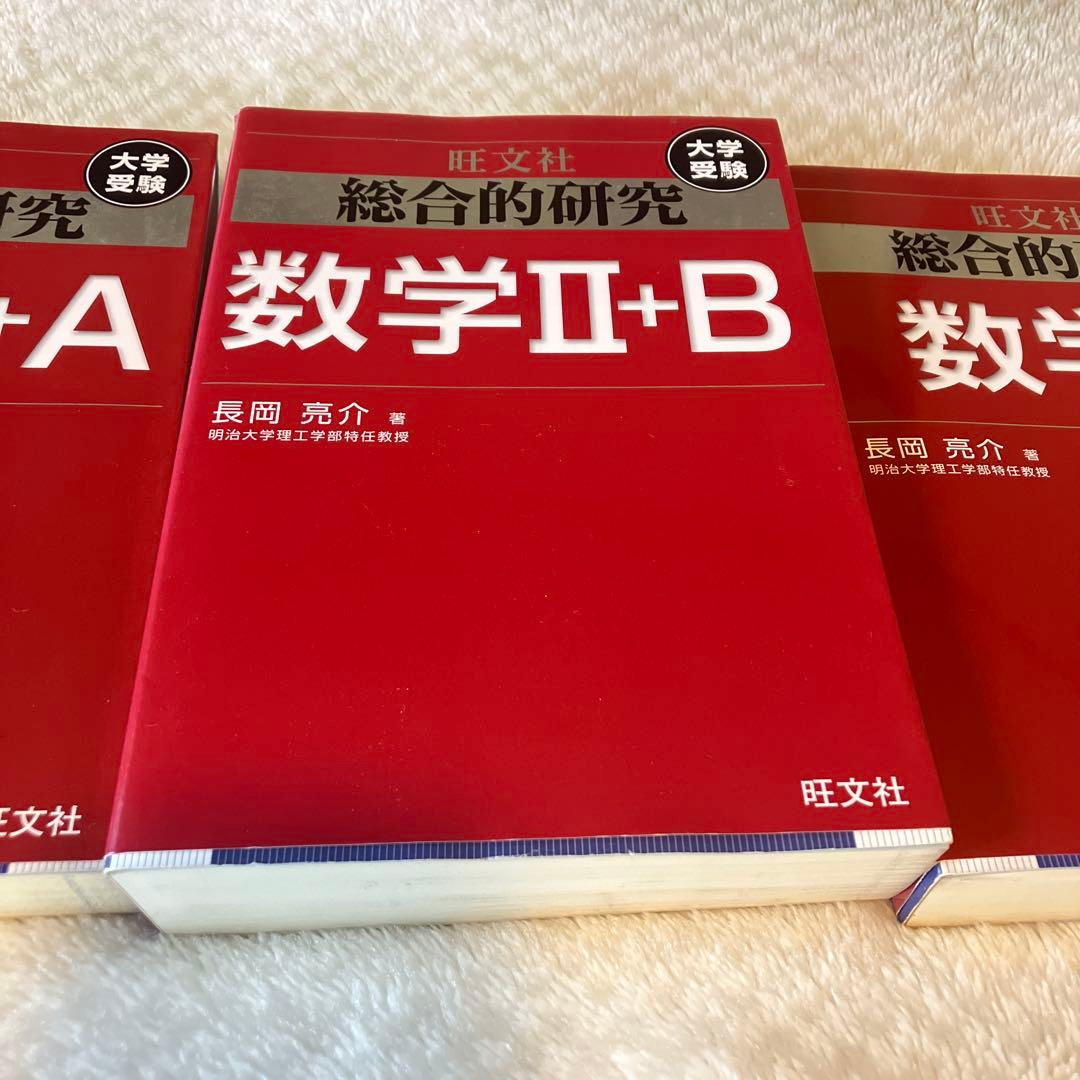 大学
受験
究
+A
旺文社
大学
受験
旺文社
総合的研究
数学Ⅱ+B
長岡 亮介 著
明治大学理工学部特任教授
旺文社
旺文社
総合的
数学
長岡 亮介 著
明治大学理工学部特任教授